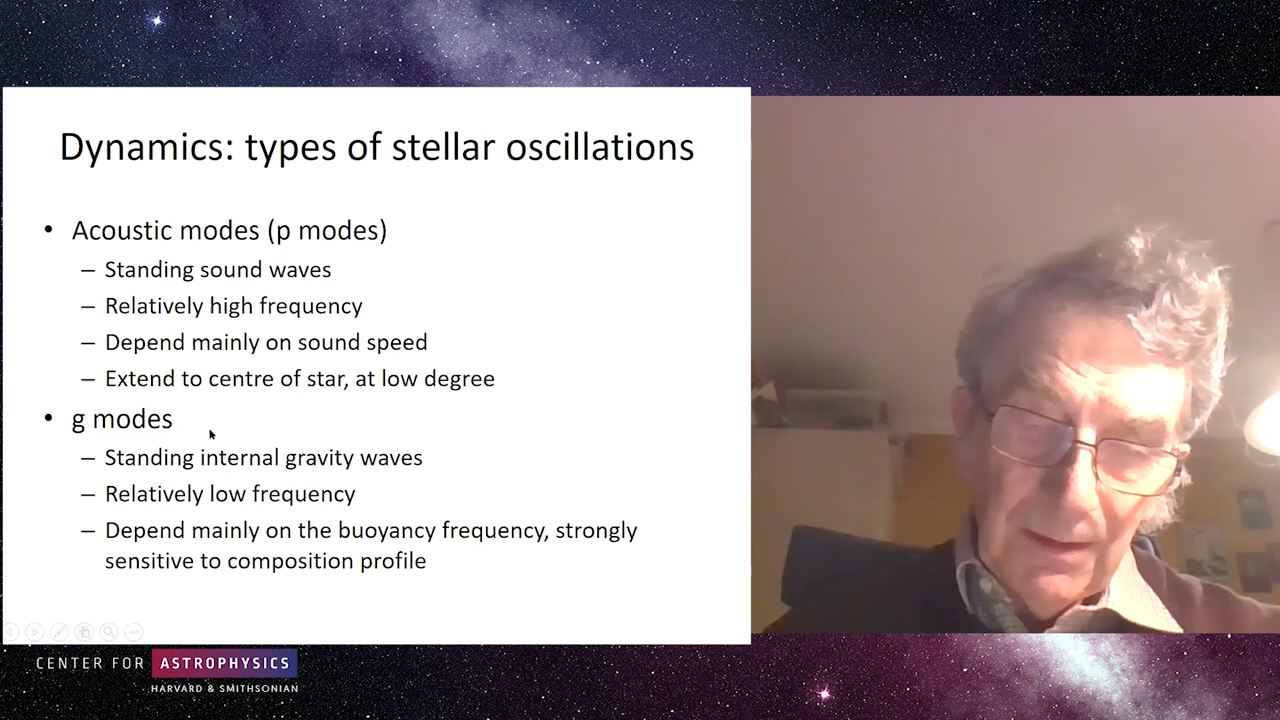 Dynamics: types of stellar oscillations
• Acoustic modes (p modes)
– Standing sound waves
– Relatively high frequency
– Depend mainly on sound speed
– Extend to centre of star, at low degree
• g modes
– Standing internal gravity waves
– Relatively low frequency
– Depend mainly on the buoyancy frequency, strongly
sensitive to composition profile
CENTER FOR ASTROPHYSICS
HARVARD & SMITHSONIAN